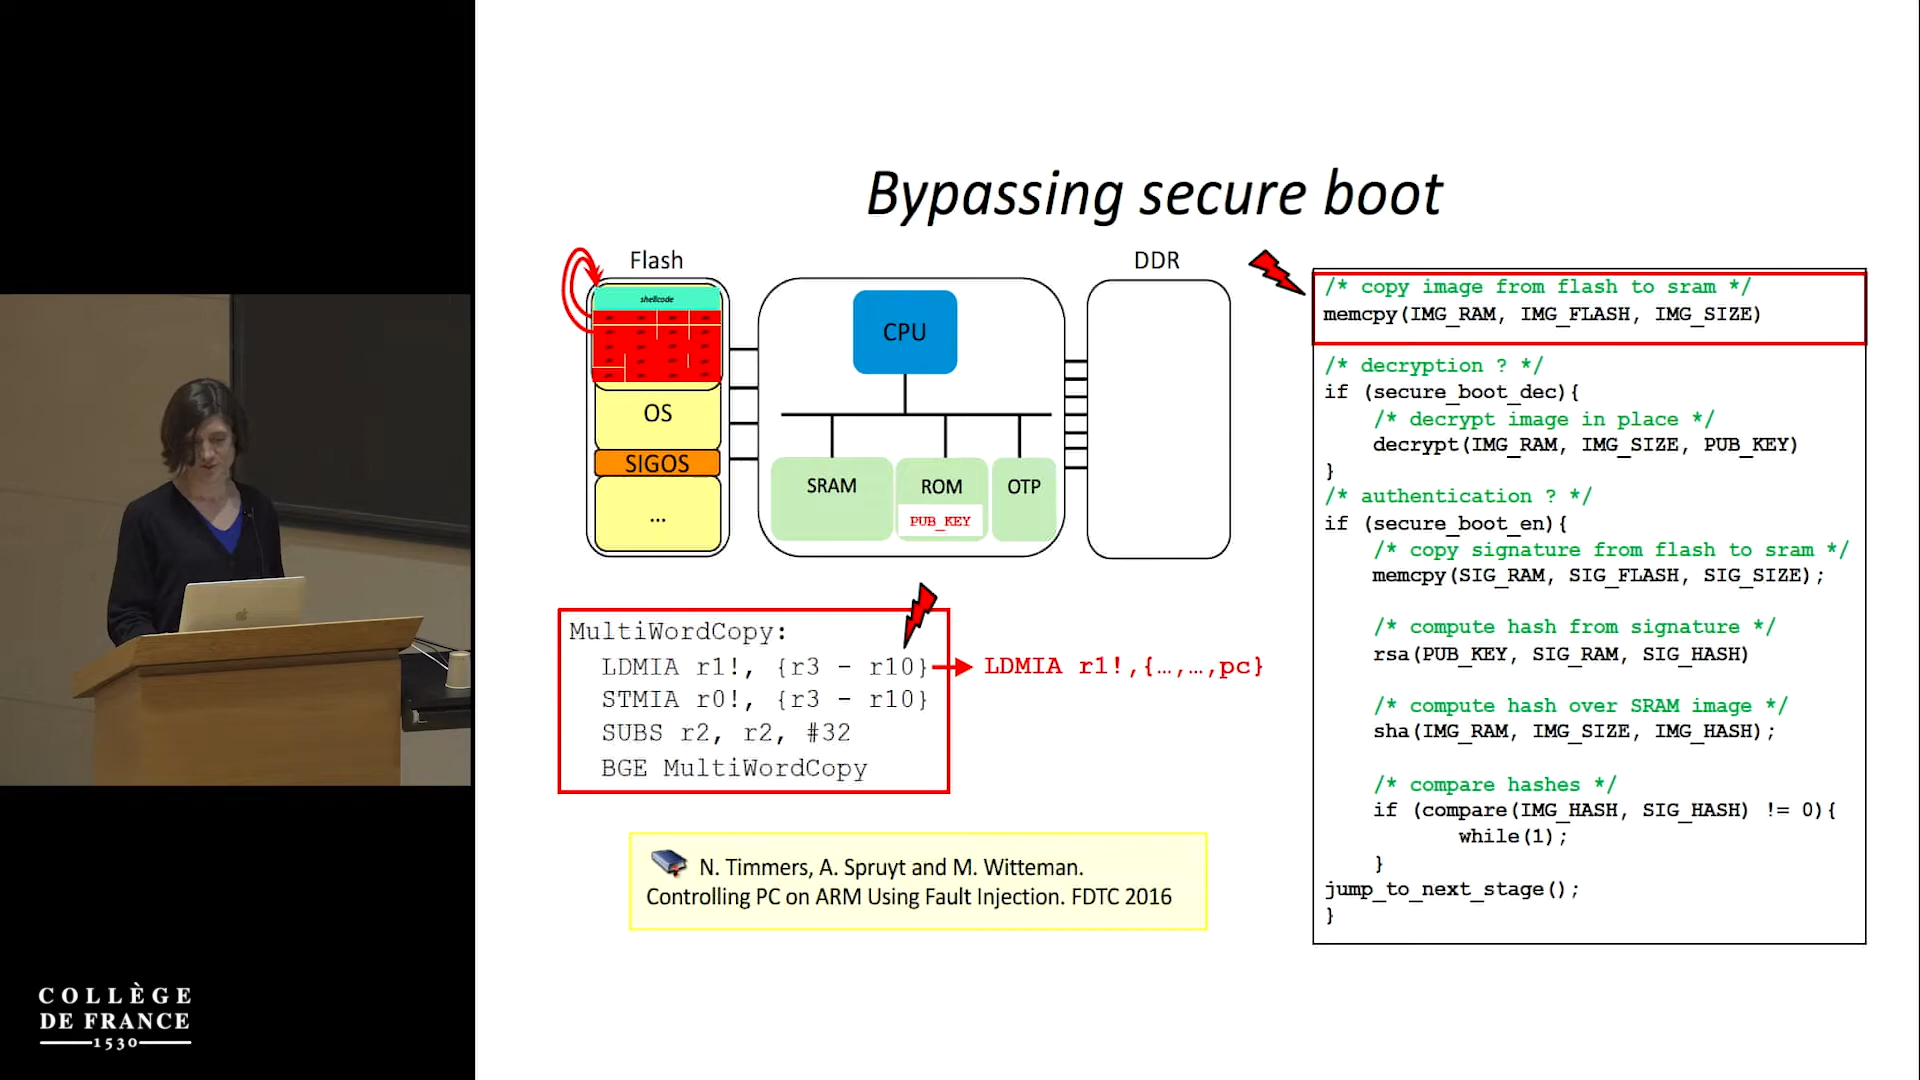 Bypassing secure boot
Flash
DDR
shellcode
OS
SIGOS
...
CPU
SRAM
ROM
OTP
PUB_KEY
MultiWordCopy:
LDMIA r1!, {r3 - r10}
STMIA r0!, {r3 - r10}
SUBS r2, r2, #32
BGE MultiWordCopy
LDMIA r1!,{…,…,pc}
N. Timmers, A. Spruyt and M. Witteman.
Controlling PC on ARM Using Fault Injection. FDTC 2016
/* copy image from flash to sram */
memcpy(IMG_RAM, IMG_FLASH, IMG_SIZE)
/* decryption ? */
if (secure_boot_dec){
/* decrypt image in place */
decrypt(IMG_RAM, IMG_SIZE, PUB_KEY)
}
/* authentication ? */
if (secure_boot_en){
/* copy signature from flash to sram */
memcpy(SIG_RAM, SIG_FLASH, SIG_SIZE);
/* compute hash from signature */
rsa(PUB_KEY, SIG_RAM, SIG_HASH)
/* compute hash over SRAM image */
sha(IMG_RAM, IMG_SIZE, IMG_HASH);
/* compare hashes */
if (compare(IMG_HASH, SIG_HASH) != 0){
while(1);
}
jump_to_next_stage();
}
COLLÈGE
DE FRANCE
1530